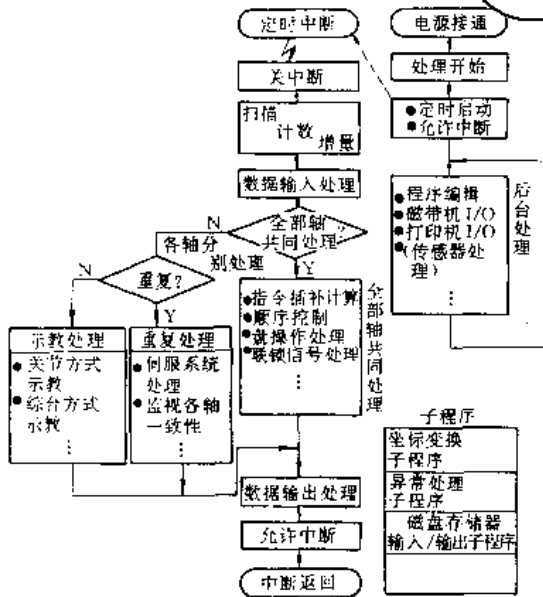 定时中断
关中断
扫描
计数
增量
数据输入处理
全部轴
共同处理
N
Y
各轴分
别处理
重复?
N
Y
示教处理
● 关节方式
示教
● 综合方式
示教
⋮
重复处理
● 伺服系统
处理
● 监视各轴
一致性
⋮
● 指令插补计算
● 顺序控制
● 盘操作处理
● 联锁信号处理
⋮
全部轴共同处理
数据输出处理
允许中断
中断返回
电源接通
处理开始
● 定时启动
● 允许中断
● 程序编辑
● 磁带机 I/O
● 打印机 I/O
● (传感器处
理)
⋮
后台处理
子程序
坐标变换
子程序
异常处理
子程序
磁盘存储器
输入/输出子程序